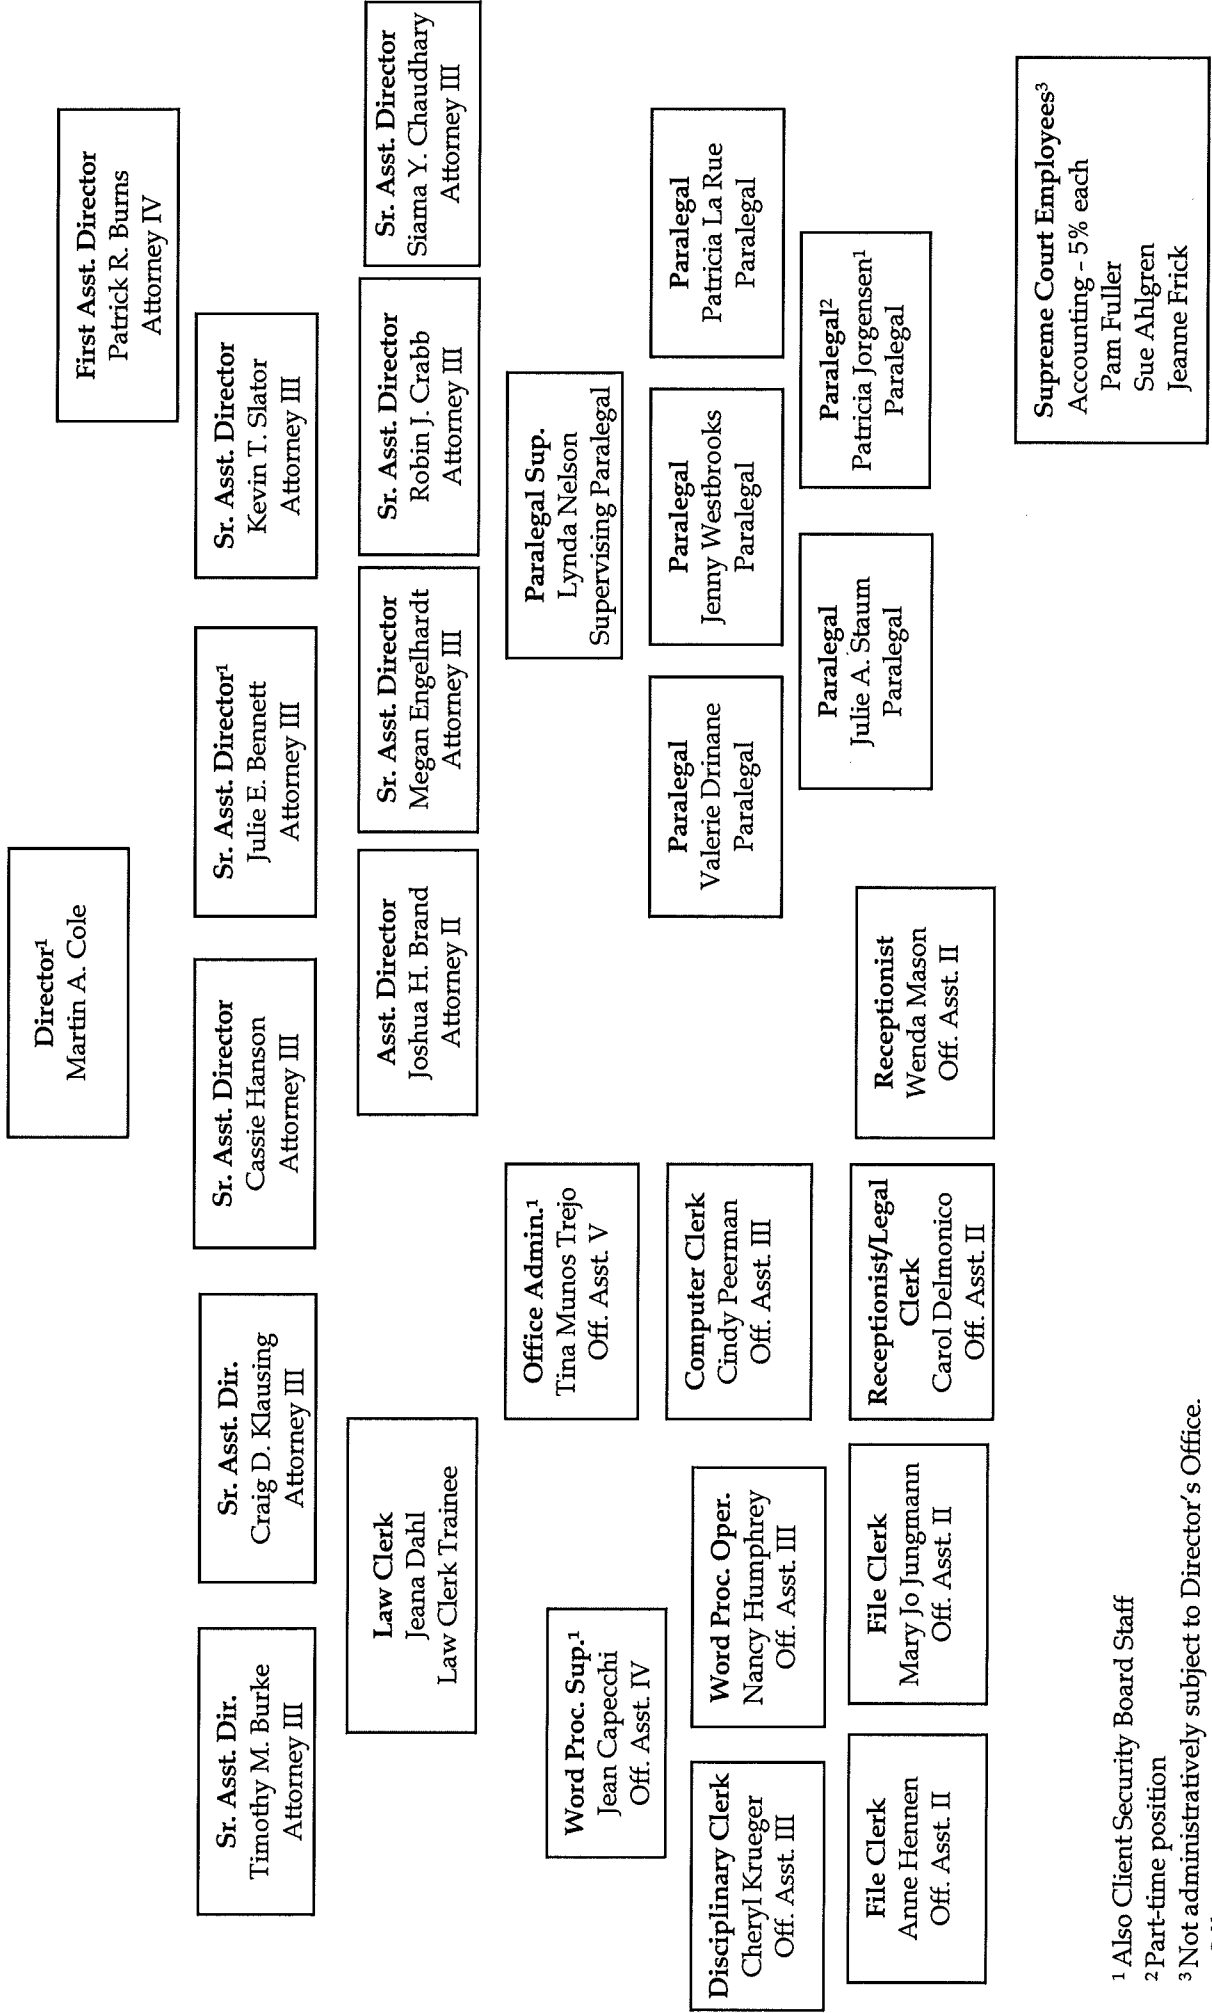 Director¹
Martin A. Cole
First Asst. Director
Patrick R. Burns
Attorney IV
Sr. Asst. Dir.
Timothy M. Burke
Attorney III
Sr. Asst. Dir.
Craig D. Klausing
Attorney III
Sr. Asst. Director
Cassie Hanson
Attorney III
Sr. Asst. Director¹
Julie E. Bennett
Attorney III
Sr. Asst. Director
Kevin T. Slator
Attorney III
Law Clerk
Jeana Dahl
Law Clerk Trainee
Asst. Director
Joshua H. Brand
Attorney II
Sr. Asst. Director
Megan Engelhardt
Attorney III
Sr. Asst. Director
Robin J. Crabb
Attorney III
Sr. Asst. Director
Siama Y. Chaudhary
Attorney III
Word Proc. Sup.¹
Jean Capecchi
Off. Asst. IV
Office Admin.¹
Tina Munos Trejo
Off. Asst. V
Paralegal Sup.
Lynda Nelson
Supervising Paralegal
Disciplinary Clerk
Cheryl Krueger
Off. Asst. III
Word Proc. Oper.
Nancy Humphrey
Off. Asst. III
Computer Clerk
Cindy Peerman
Off. Asst. III
Paralegal
Valerie Drinane
Paralegal
Paralegal
Jenny Westbrooks
Paralegal
Paralegal
Patricia La Rue
Paralegal
File Clerk
Anne Hennen
Off. Asst. II
File Clerk
Mary Jo Jungmann
Off. Asst. II
Receptionist/Legal
Clerk
Carol Delmonico
Off. Asst. II
Receptionist
Wenda Mason
Off. Asst. II
Paralegal
Julie A. Staum
Paralegal
Paralegal²
Patricia Jorgensen¹
Paralegal
Supreme Court Employees³
Accounting - 5% each
Pam Fuller
Sue Ahlgren
Jeanne Frick
¹ Also Client Security Board Staff
² Part-time position
³ Not administratively subject to Director's Office.